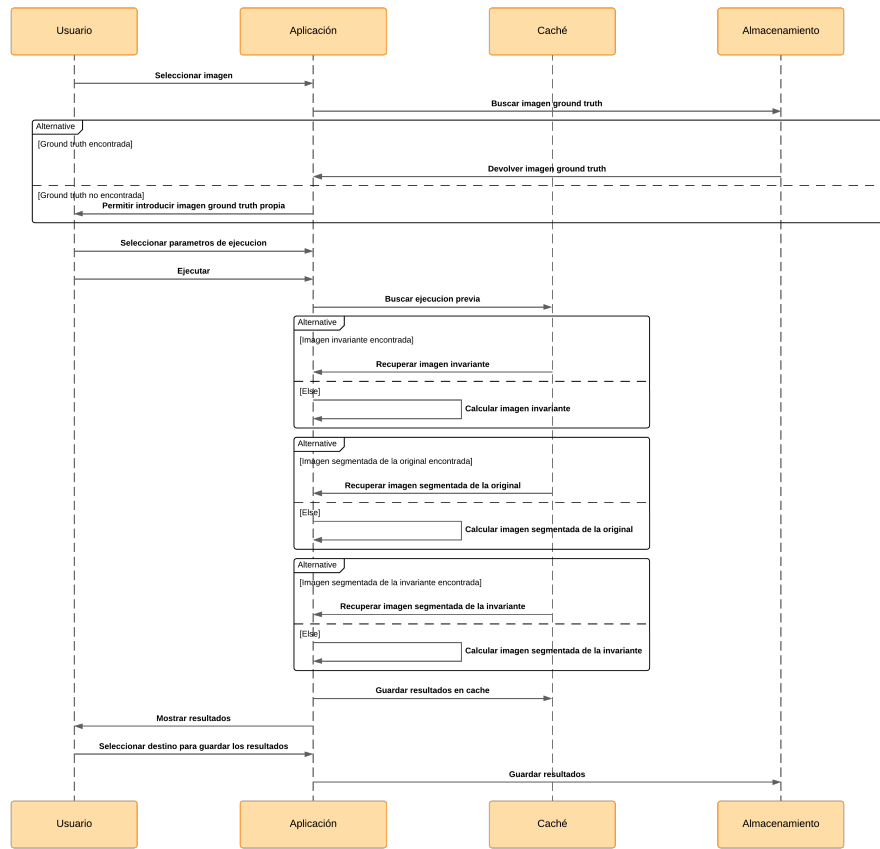 Usuario
Aplicación
Caché
Almacenamiento
Seleccionar imagen
Buscar imagen ground truth
Alternative
[Ground truth encontrada]
Devolver imagen ground truth
[Ground truth no encontrada]
Permitir introducir imagen ground truth propia
Seleccionar parametros de ejecucion
Ejecutar
Buscar ejecucion previa
Alternative
[Imagen invariante encontrada]
Recuperar imagen invariante
[Else]
Calcular imagen invariante
Alternative
[Imagen segmentada de la original encontrada]
Recuperar imagen segmentada de la original
[Else]
Calcular imagen segmentada de la original
Alternative
[Imagen segmentada de la invariante encontrada]
Recuperar imagen segmentada de la invariante
[Else]
Calcular imagen segmentada de la invariante
Guardar resultados en cache
Mostrar resultados
Seleccionar destino para guardar los resultados
Guardar resultados
Usuario
Aplicación
Caché
Almacenamiento